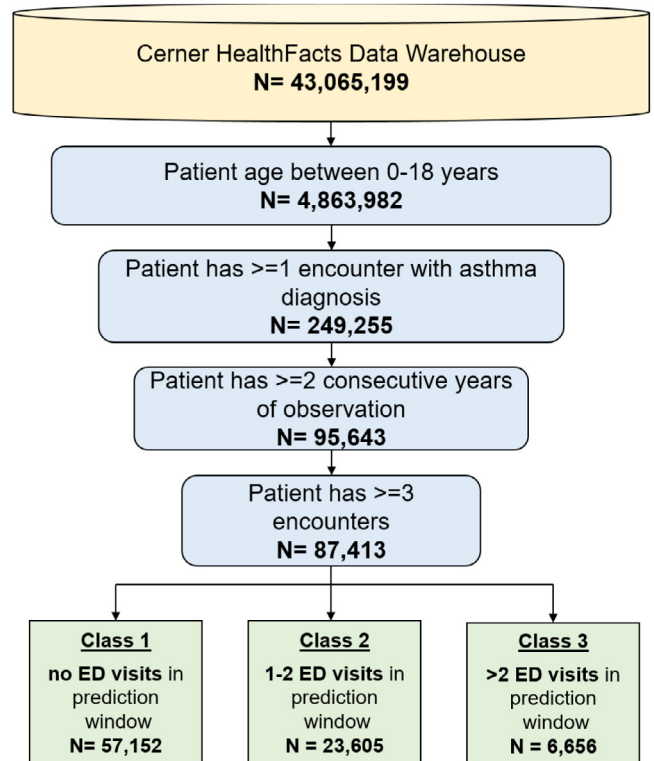 Cerner HealthFacts Data Warehouse
N= 43,065,199
Patient age between 0-18 years
N= 4,863,982
Patient has >=1 encounter with asthma
diagnosis
N= 249,255
Patient has >=2 consecutive years
of observation
N= 95,643
Patient has >=3
encounters
N= 87,413
Class 1
no ED visits in
prediction
window
N= 57,152
Class 2
1-2 ED visits in
prediction
window
N = 23,605
Class 3
>2 ED visits in
prediction
window
N = 6,656